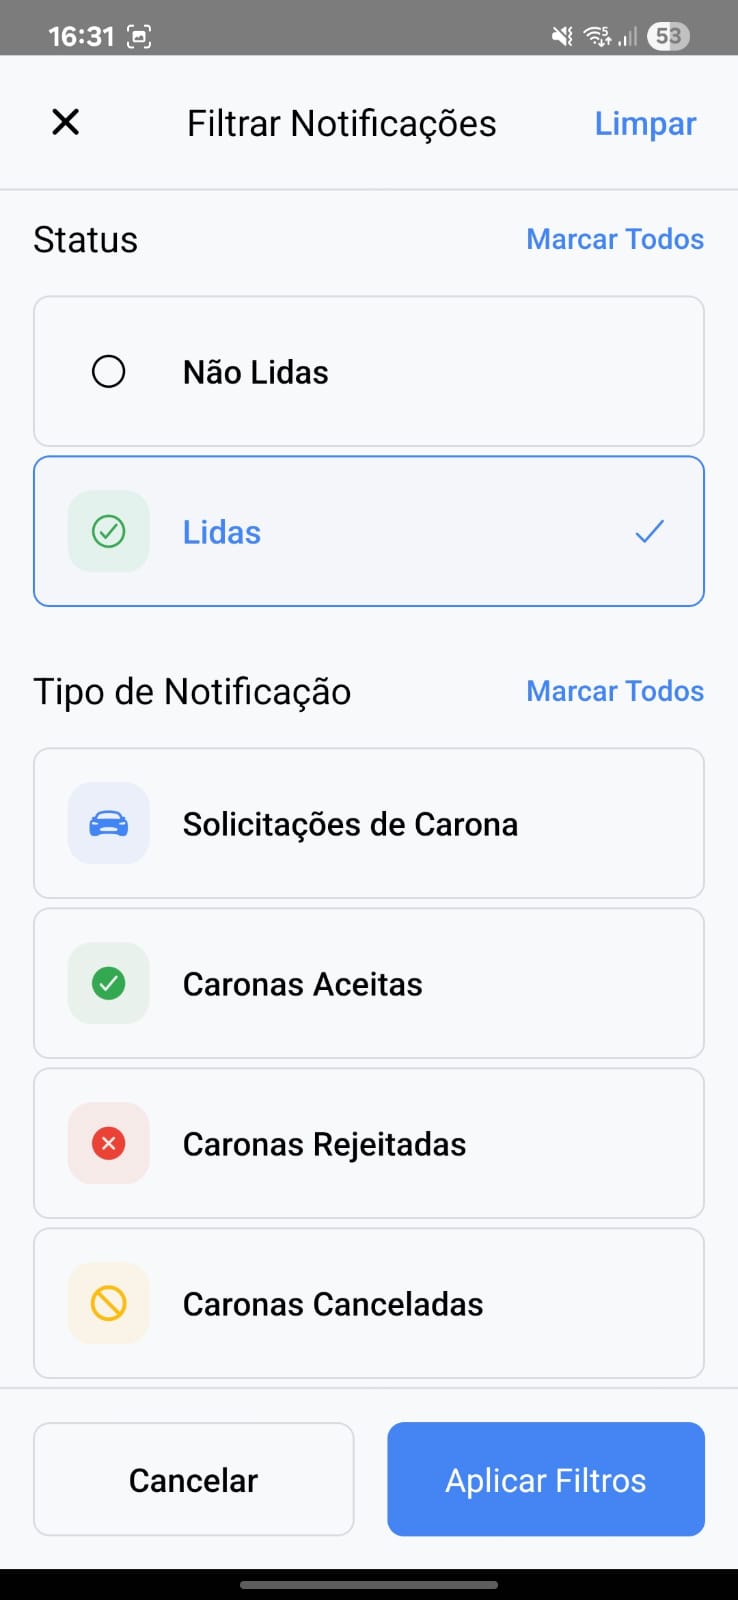 16:31
53
Filtrar Notificações
Limpar
Status
Marcar Todos
Não Lidas
Lidas
Tipo de Notificação
Marcar Todos
Solicitações de Carona
Caronas Aceitas
Caronas Rejeitadas
Caronas Canceladas
Cancelar
Aplicar Filtros